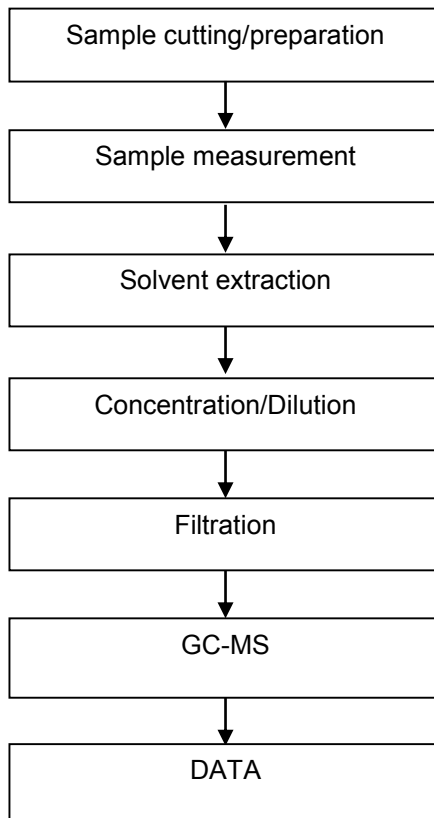 Sample cutting/preparation
Sample measurement
Solvent extraction
Concentration/Dilution
Filtration
GC-MS
DATA